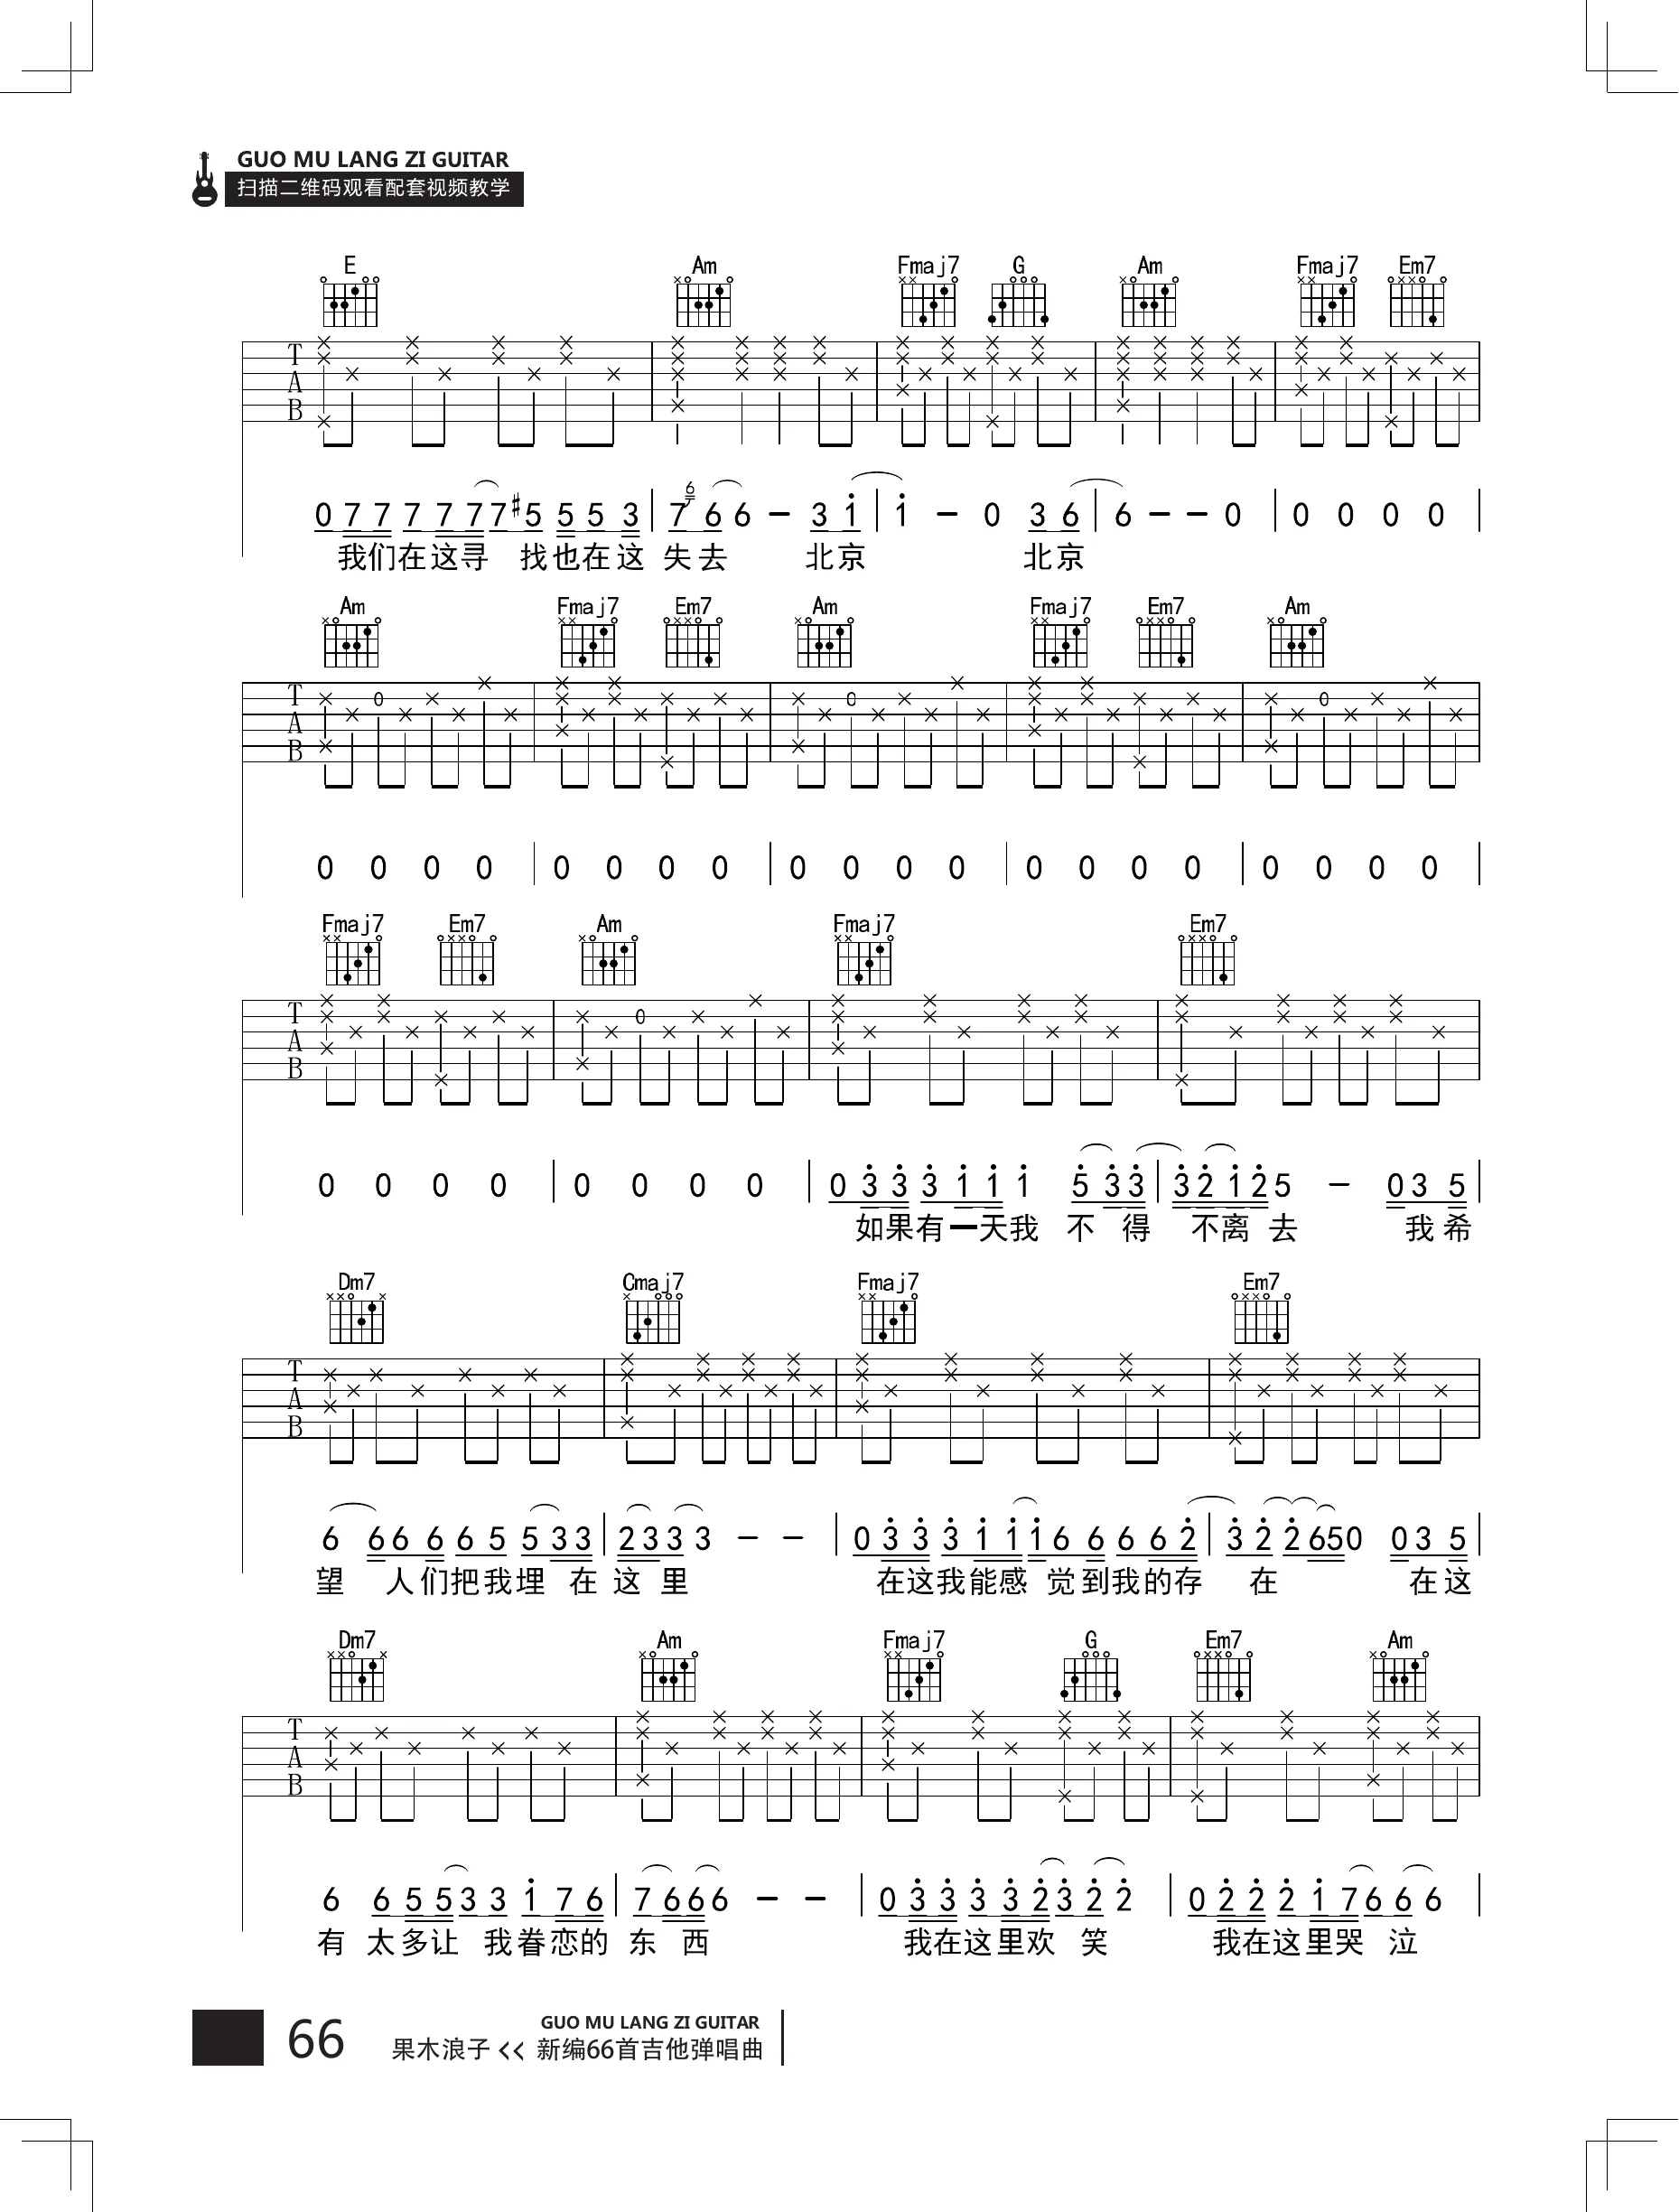 GUO MU LANG ZI GUITAR
扫描二维码观看配套视频教学
E Am Fmaj7 G Am Fmaj7 Em7
T
A
B
0 7 7 7 7 7 7 #5 5 5 3 | 7 6 6 6 － 3 1 | 1 － 0 3 6 | 6 － － 0 | 0 0 0 0 |
我们在这寻 找也在这 失去 北京 北京
Am Fmaj7 Em7 Am Fmaj7 Em7 Am
T 0 0 0
A
B
0 0 0 0 | 0 0 0 0 | 0 0 0 0 | 0 0 0 0 | 0 0 0 0 |
Fmaj7 Em7 Am Fmaj7 Em7
T 0
A
B
0 0 0 0 | 0 0 0 0 | 0 3 3 3 1 1 1 5 3 3 | 3 2 1 2 5 － 0 3 5 |
如果有一天我 不 得 不离 去 我希
Dm7 Cmaj7 Fmaj7 Em7
T
A
B
6 6 6 6 6 5 5 3 3 | 2 3 3 3 － － | 0 3 3 3 1 1 1 6 6 6 6 2 | 3 2 2 6 5 0 0 3 5 |
望 人们把我埋 在 这 里 在这我能感 觉到我的存 在 在这
Dm7 Am Fmaj7 G Em7 Am
T
A
B
6 6 5 5 3 3 1 7 6 | 7 6 6 6 － － | 0 3 3 3 3 2 3 2 2 | 0 2 2 2 1 7 6 6 6 |
有 太多让 我眷恋的 东 西 我在这里欢 笑 我在这里哭 泣
66
GUO MU LANG ZI GUITAR
果木浪子 << 新编66首吉他弹唱曲